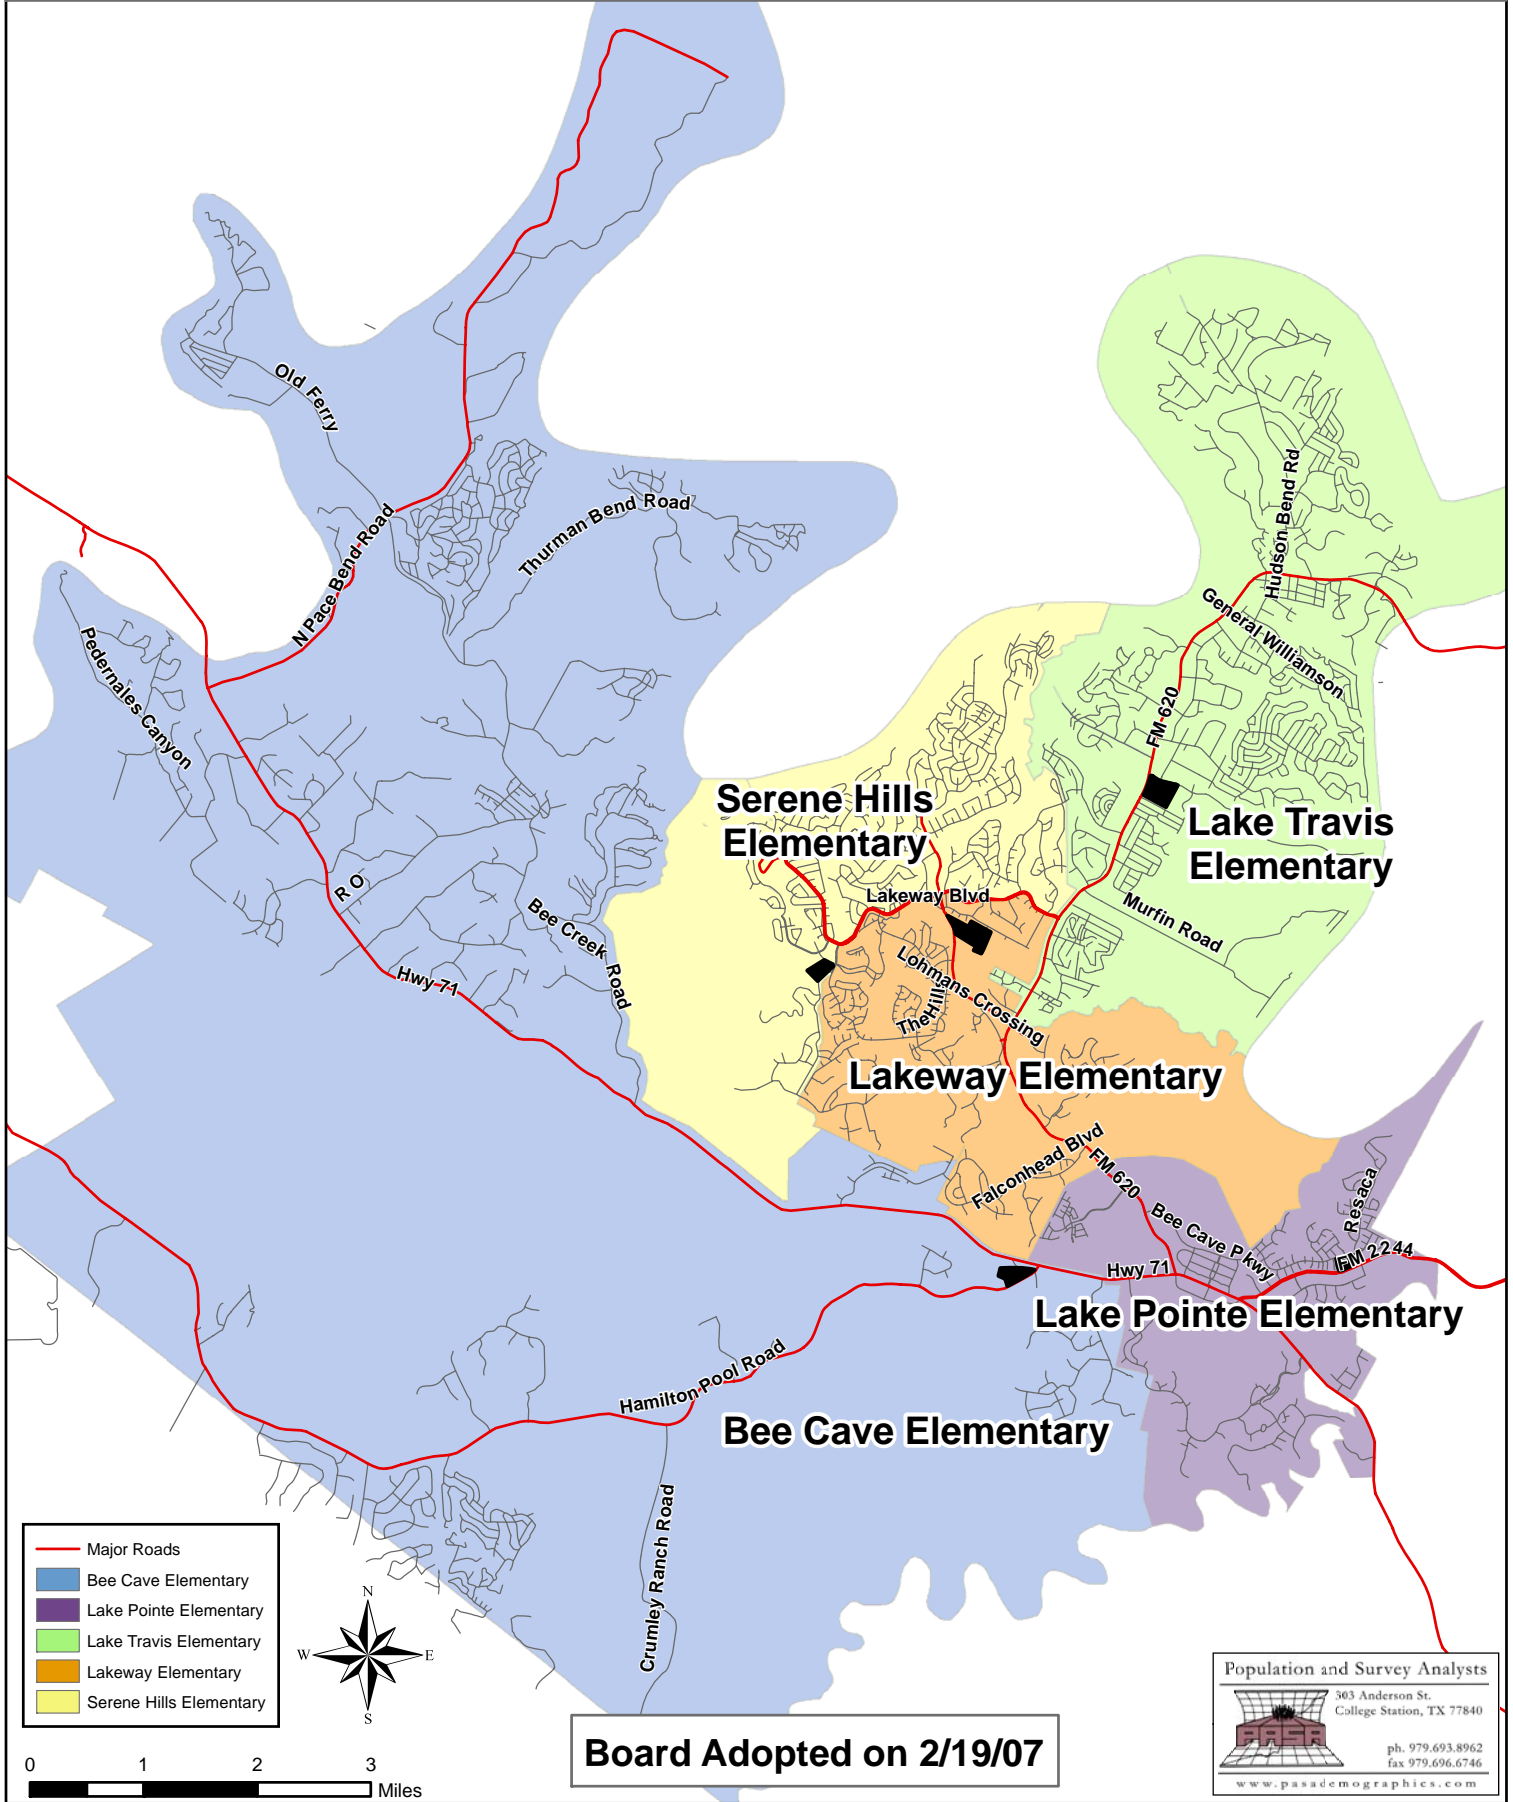 Old Ferry
N Pace Bend Road
Thurman Bend Road
Pedernales Canyon
Hudson Bend Rd
General Williamson
FM 620
Serene Hills
Elementary
Lake Travis
Elementary
R O
Lakeway Blvd
Murfin Road
Bee Creek Road
Hwy 71
Lohmans Crossing
The Hills
Lakeway Elementary
Falconhead Blvd
FM 620
Resaca
Bee Cave Pkwy
FM 2244
Hwy 71
Lake Pointe Elementary
Hamilton Pool Road
Bee Cave Elementary
Crumley Ranch Road
Major Roads
Bee Cave Elementary
Lake Pointe Elementary
Lake Travis Elementary
Lakeway Elementary
Serene Hills Elementary
N
W E
S
0 1 2 3
Miles
Board Adopted on 2/19/07
Population and Survey Analysts
303 Anderson St.
College Station, TX 77840
ph. 979.693.8962
fax 979.696.6746
www.pasademographics.com